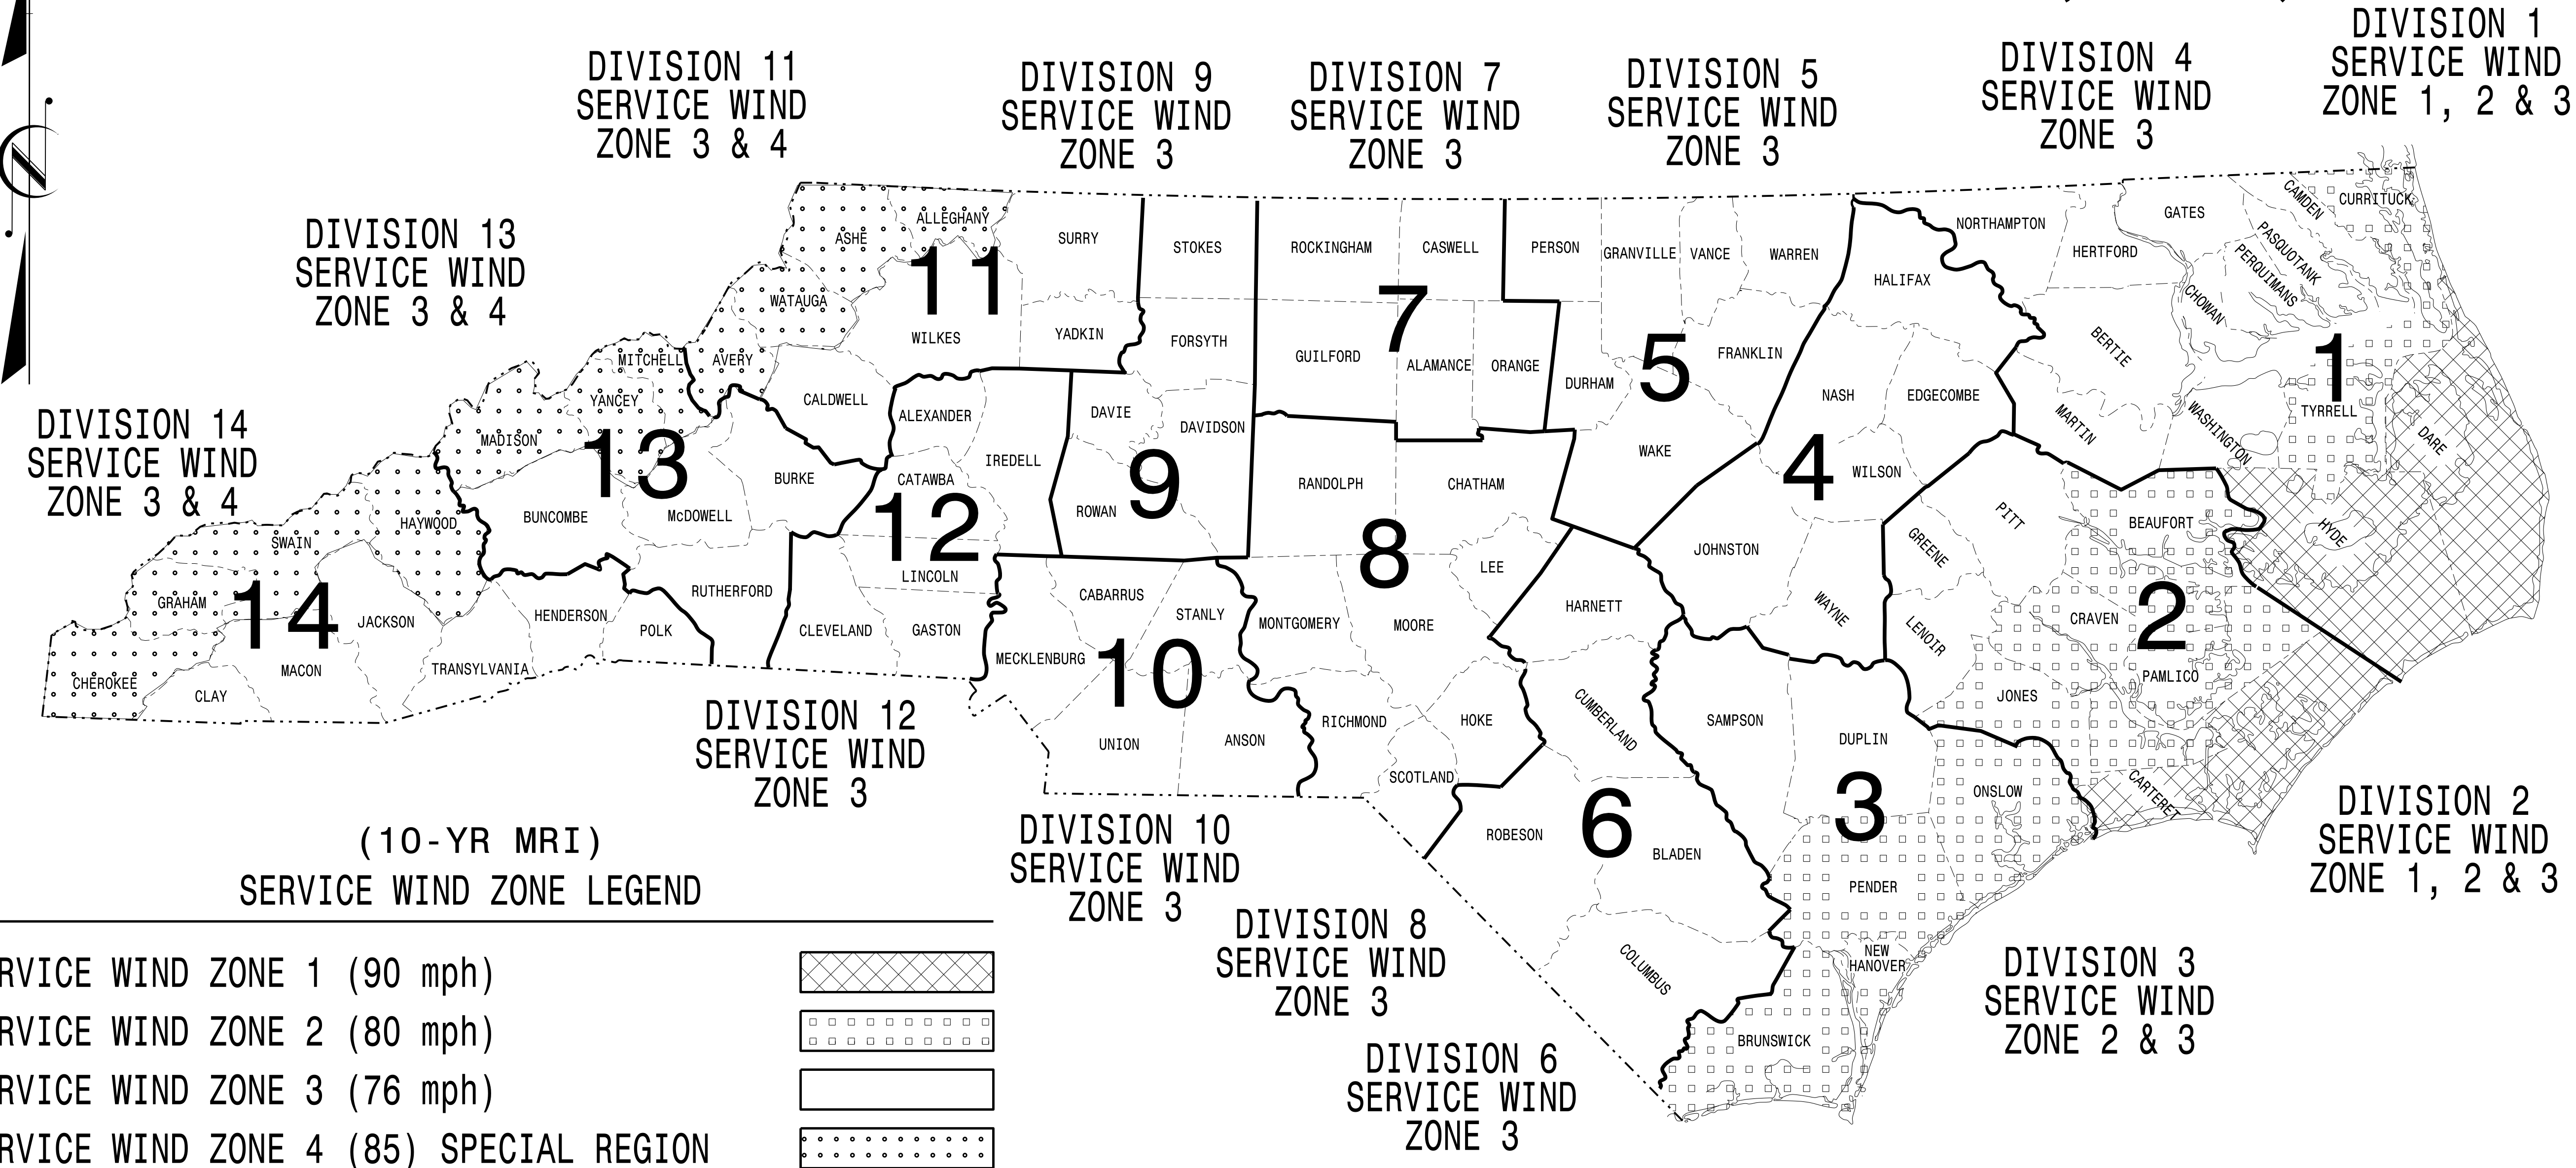 DIVISION 1
SERVICE WIND
ZONE 1, 2 & 3
DIVISION 4
SERVICE WIND
ZONE 3
DIVISION 5
SERVICE WIND
ZONE 3
DIVISION 7
SERVICE WIND
ZONE 3
DIVISION 9
SERVICE WIND
ZONE 3
DIVISION 11
SERVICE WIND
ZONE 3 & 4
DIVISION 13
SERVICE WIND
ZONE 3 & 4
DIVISION 14
SERVICE WIND
ZONE 3 & 4
N
ALLEGHANY
ASHE
11
SURRY
WATAUGA
WILKES
YADKIN
AVERY
CALDWELL
STOKES
FORSYTH
DAVIE
DAVIDSON
9
ROWAN
ROCKINGHAM
CASWELL
7
GUILFORD
ALAMANCE
ORANGE
PERSON
GRANVILLE
VANCE
WARREN
5
FRANKLIN
DURHAM
WAKE
HALIFAX
NASH
EDGECOMBE
4
WILSON
JOHNSTON
WAYNE
NORTHAMPTON
HERTFORD
GATES
CAMDEN
CURRITUCK
PASQUOTANK
PERQUIMANS
CHOWAN
BERTIE
1
MARTIN
WASHINGTON
TYRRELL
DARE
HYDE
MITCHELL
YANCEY
MADISON
13
BUNCOMBE
McDOWELL
BURKE
RUTHERFORD
ALEXANDER
IREDELL
CATAWBA
12
LINCOLN
CLEVELAND
GASTON
HAYWOOD
SWAIN
GRAHAM
14
JACKSON
HENDERSON
POLK
MACON
TRANSYLVANIA
CHEROKEE
CLAY
CABARRUS
STANLY
MECKLENBURG
10
UNION
ANSON
RANDOLPH
CHATHAM
8
LEE
MONTGOMERY
MOORE
RICHMOND
HOKE
SCOTLAND
HARNETT
CUMBERLAND
6
ROBESON
BLADEN
COLUMBUS
SAMPSON
DUPLIN
3
ONSLOW
PENDER
NEW
HANOVER
BRUNSWICK
PITT
GREENE
BEAUFORT
LENOIR
CRAVEN
2
PAMLICO
JONES
CARTERET
DIVISION 12
SERVICE WIND
ZONE 3
DIVISION 10
SERVICE WIND
ZONE 3
DIVISION 8
SERVICE WIND
ZONE 3
DIVISION 6
SERVICE WIND
ZONE 3
DIVISION 3
SERVICE WIND
ZONE 2 & 3
DIVISION 2
SERVICE WIND
ZONE 1, 2 & 3
(10-YR MRI)
SERVICE WIND ZONE LEGEND
RVICE WIND ZONE 1 (90 mph)
RVICE WIND ZONE 2 (80 mph)
RVICE WIND ZONE 3 (76 mph)
RVICE WIND ZONE 4 (85) SPECIAL REGION